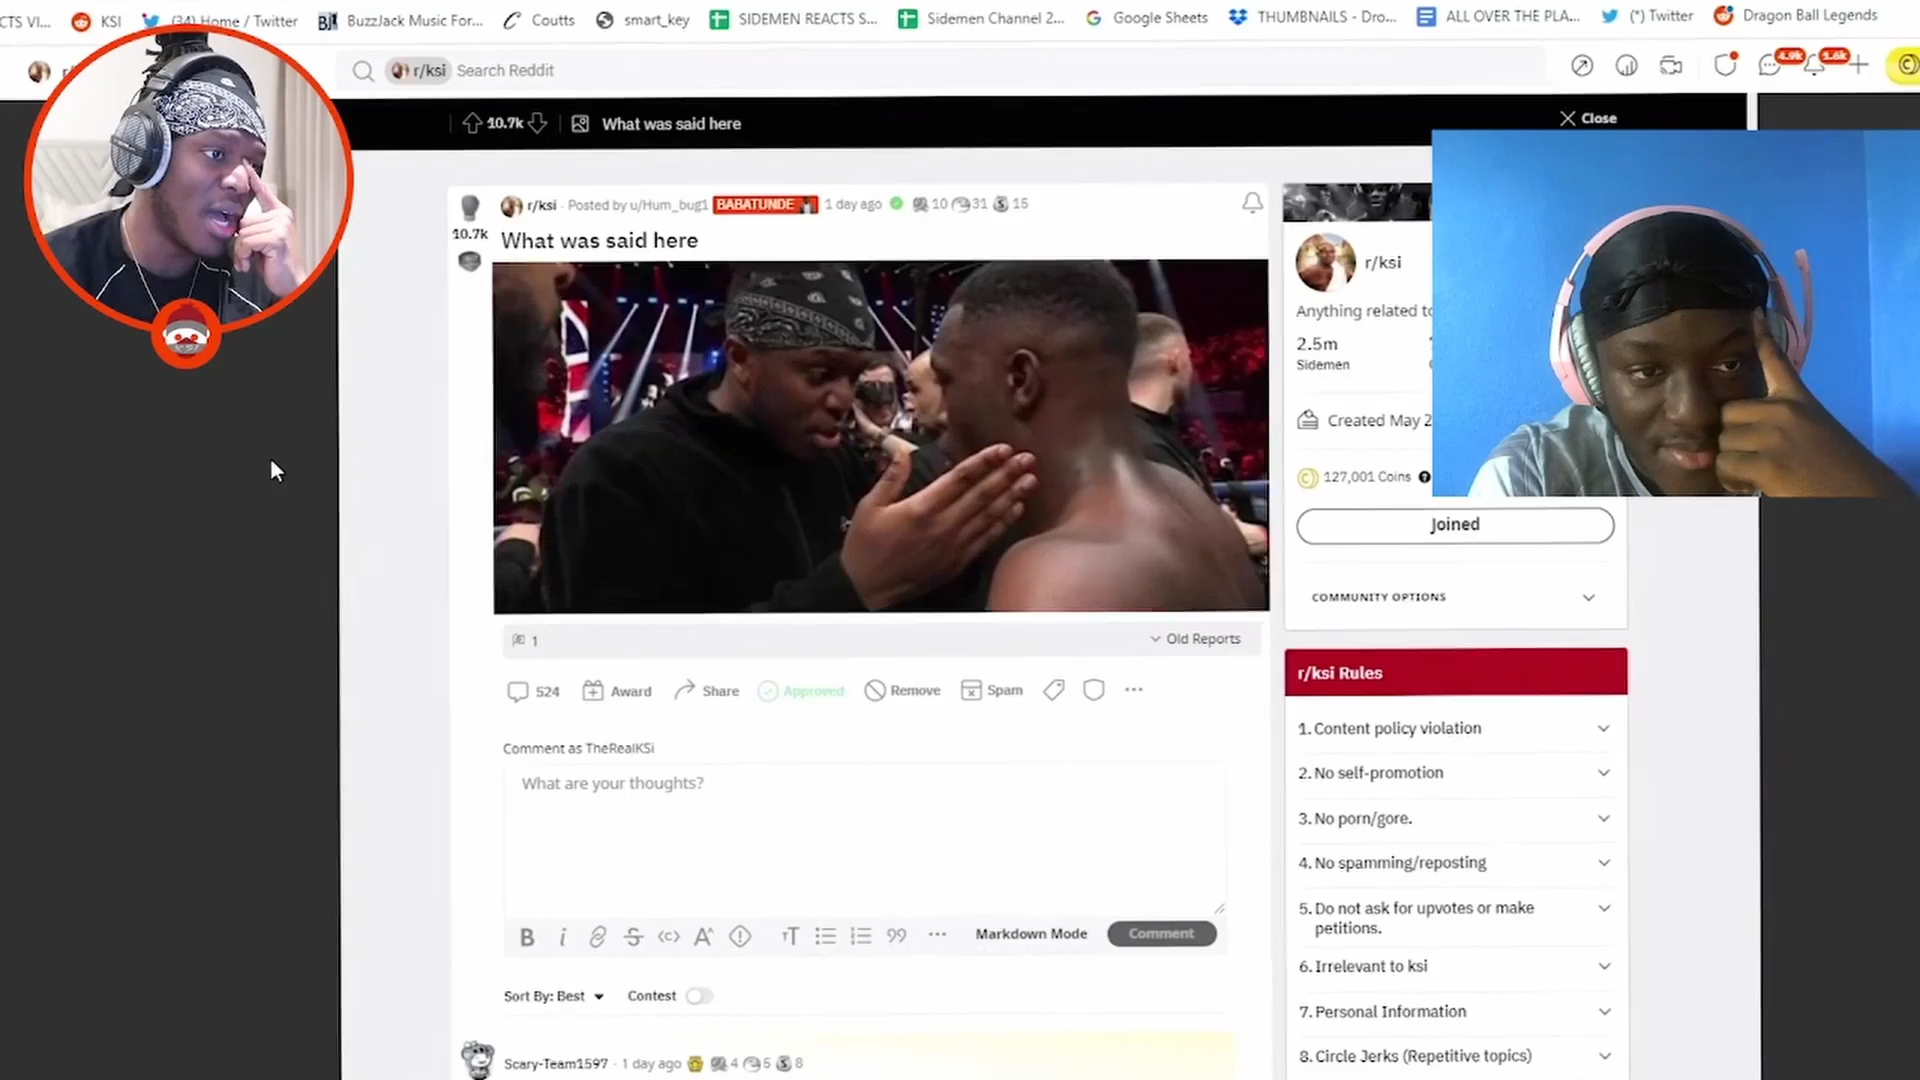 CTS VI...
KSI
(34) Home / Twitter
BuzzJack Music For...
Coutts
smart_key
SIDEMEN REACTS S...
Sidemen Channel 2...
Google Sheets
THUMBNAILS - Dro...
ALL OVER THE PLA...
(*) Twitter
Dragon Ball Legends
r/ksi Search Reddit
4.9k
1.6k
10.7k What was said here
Close
r/ksi · Posted by u/Hum_bug1 BABATUNDE 1 day ago 10 31 15
10.7k
What was said here
r/ksi
Anything related to
2.5m
Sidemen
Created May 2
127,001 Coins
Joined
COMMUNITY OPTIONS
1
Old Reports
524 Award Share Approved Remove Spam
r/ksi Rules
1. Content policy violation
2. No self-promotion
3. No porn/gore.
4. No spamming/reposting
5. Do not ask for upvotes or make
petitions.
6. Irrelevant to ksi
7. Personal Information
8. Circle Jerks (Repetitive topics)
Comment as TheRealKSi
What are your thoughts?
Markdown Mode Comment
Sort By: Best Contest
Scary-Team1597 · 1 day ago 4 5 8